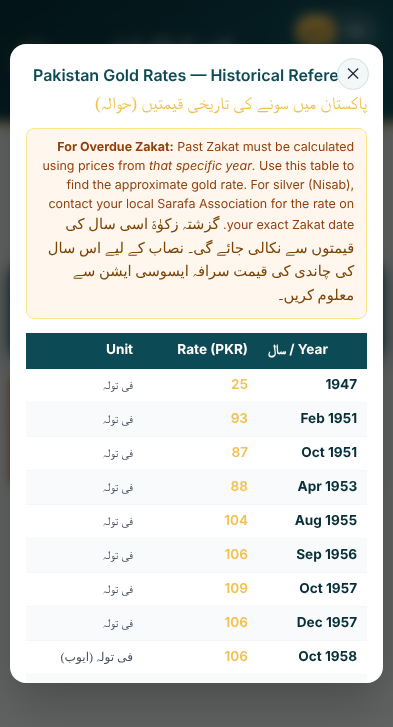 Pakistan Gold Rates — Historical Refere
پاکستان میں سونے کی تاریخی قیمتیں (حوالہ)
For Overdue Zakat: Past Zakat must be calculated
using prices from that specific year. Use this table to
find the approximate gold rate. For silver (Nisab),
contact your local Sarafa Association for the rate on
your exact Zakat date. گزشتہ زکوٰۃ اسی سال کی
قیمتوں سے نکالی جائے گی۔ نصاب کے لیے اس سال
کی چاندی کی قیمت سرافہ ایسوسی ایشن سے
معلوم کریں۔
سال / Year Rate (PKR) Unit
1947 25 فی تولہ
Feb 1951 93 فی تولہ
Oct 1951 87 فی تولہ
Apr 1953 88 فی تولہ
Aug 1955 104 فی تولہ
Sep 1956 106 فی تولہ
Oct 1957 109 فی تولہ
Dec 1957 106 فی تولہ
Oct 1958 106 فی تولہ (ایوب)